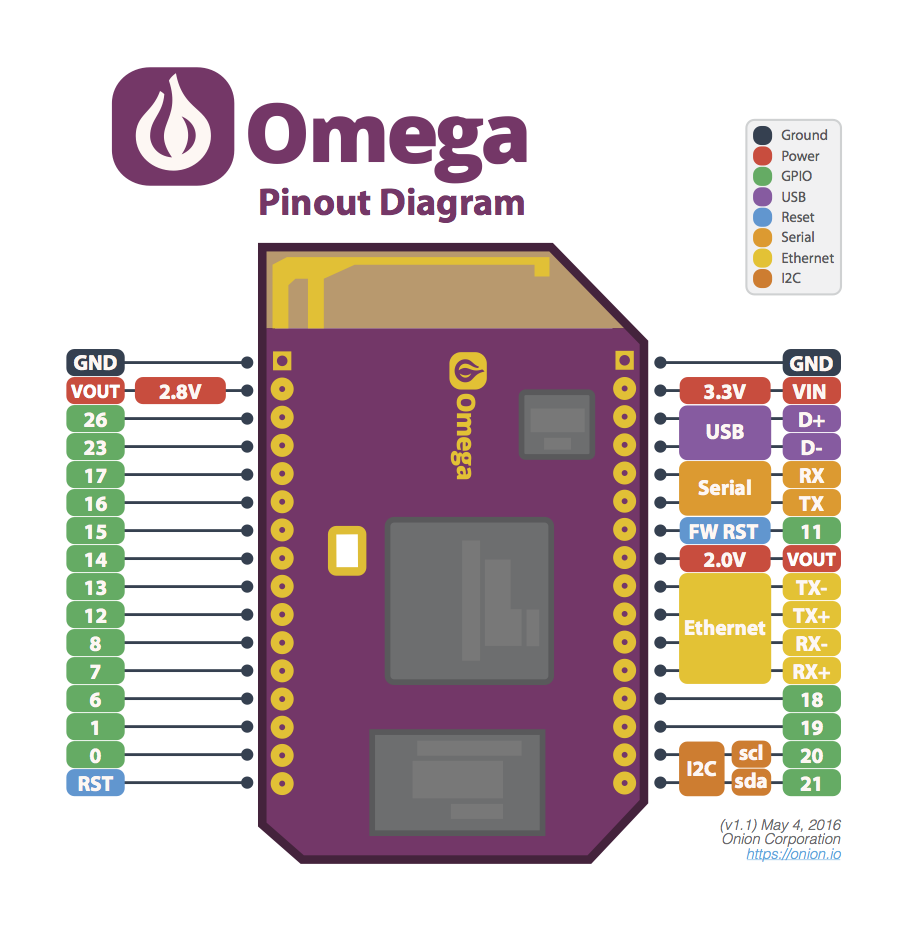 Omega
Pinout Diagram
Ground
Power
GPIO
USB
Reset
Serial
Ethernet
I2C
Omega
GND
VOUT 2.8V
26
23
17
16
15
14
13
12
8
7
6
1
0
RST
GND
3.3V VIN
USB D+
D-
Serial RX
TX
FW RST 11
2.0V VOUT
Ethernet TX-
TX+
RX-
RX+
18
19
I2C scl 20
sda 21
(v1.1) May 4, 2016
Onion Corporation
https://onion.io